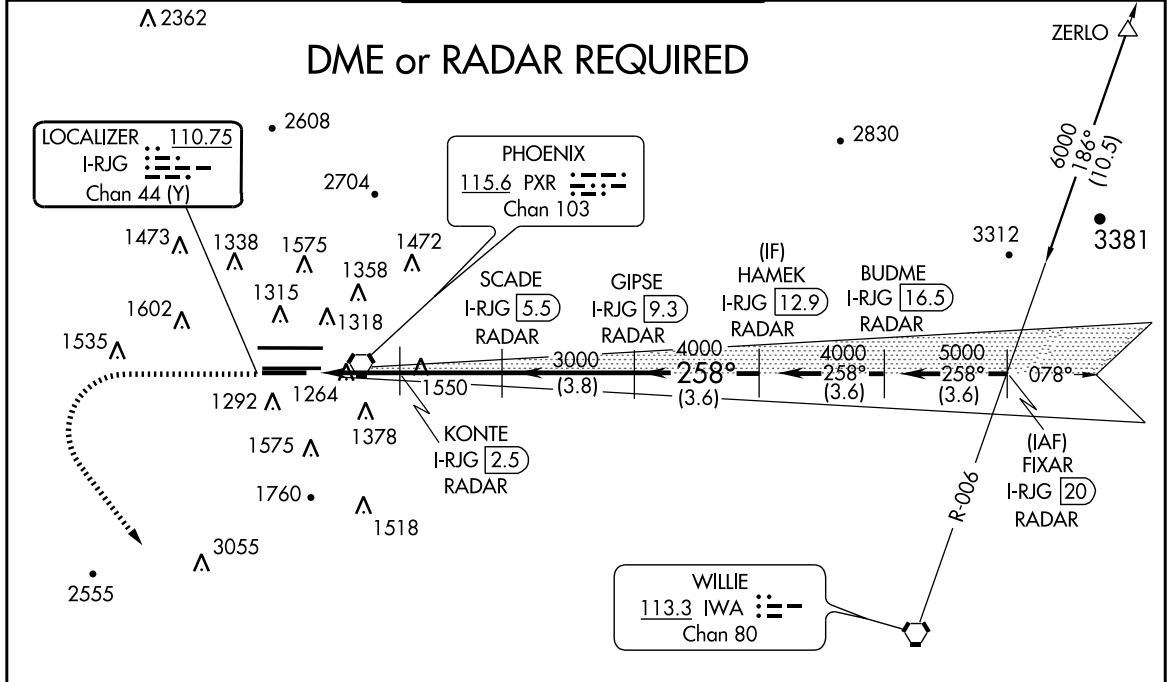 2362
ZERLO
DME or RADAR REQUIRED
LOCALIZER 110.75
I-RJG
Chan 44 (Y)
2608
2704
PHOENIX
115.6 PXR
Chan 103
2830
6000
186°
(10.5)
3312
3381
1473
1338
1575
1358
1472
1315
1318
1602
1535
SCADE
I-RJG 5.5
RADAR
GIPSE
I-RJG 9.3
RADAR
(IF)
HAMEK
I-RJG 12.9
RADAR
BUDME
I-RJG 16.5
RADAR
3000
(3.8)
4000
258°
(3.6)
4000
258°
(3.6)
5000
258°
(3.6)
078°
1292
1264
1550
1378
1575
KONTE
I-RJG 2.5
RADAR
(IAF)
FIXAR
I-RJG 20
RADAR
R-006
1760
1518
3055
2555
WILLIE
113.3 IWA
Chan 80